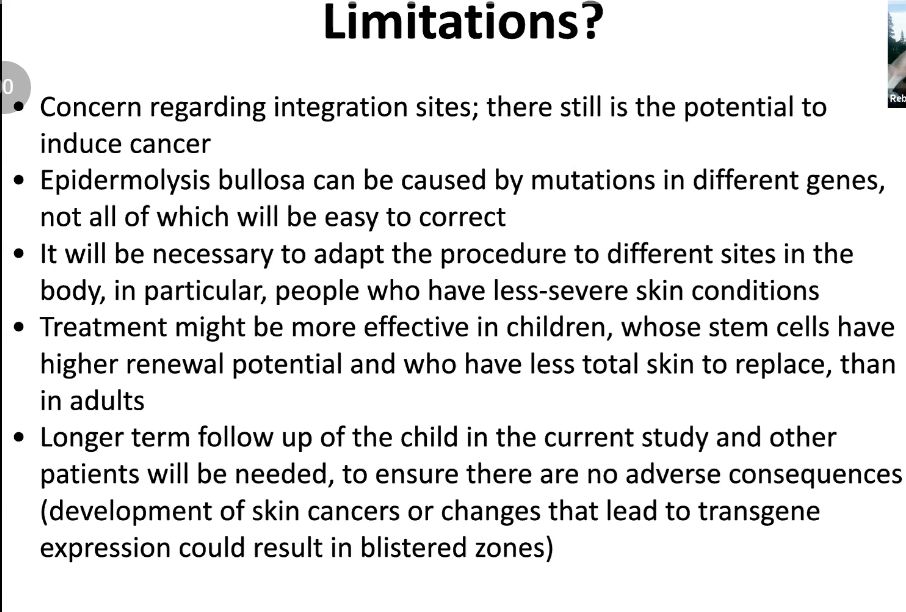 Limitations?
0
Reb
• Concern regarding integration sites; there still is the potential to
induce cancer
• Epidermolysis bullosa can be caused by mutations in different genes,
not all of which will be easy to correct
• It will be necessary to adapt the procedure to different sites in the
body, in particular, people who have less-severe skin conditions
• Treatment might be more effective in children, whose stem cells have
higher renewal potential and who have less total skin to replace, than
in adults
• Longer term follow up of the child in the current study and other
patients will be needed, to ensure there are no adverse consequences
(development of skin cancers or changes that lead to transgene
expression could result in blistered zones)